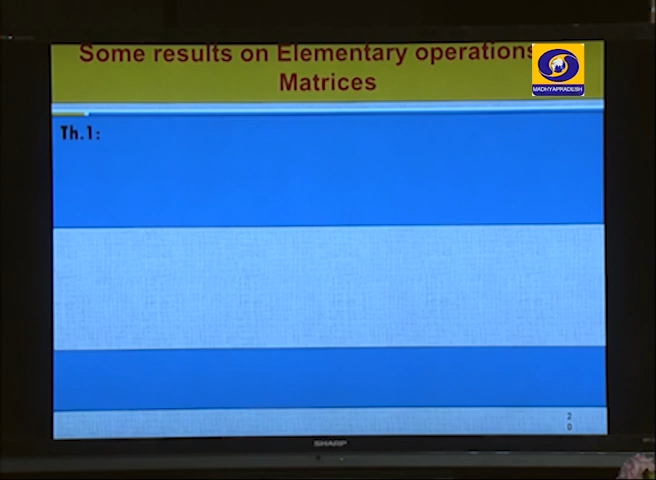 Some results on Elementary operations
Matrices
MADHYAPRADESH
Th.1:
2
0
SHARP